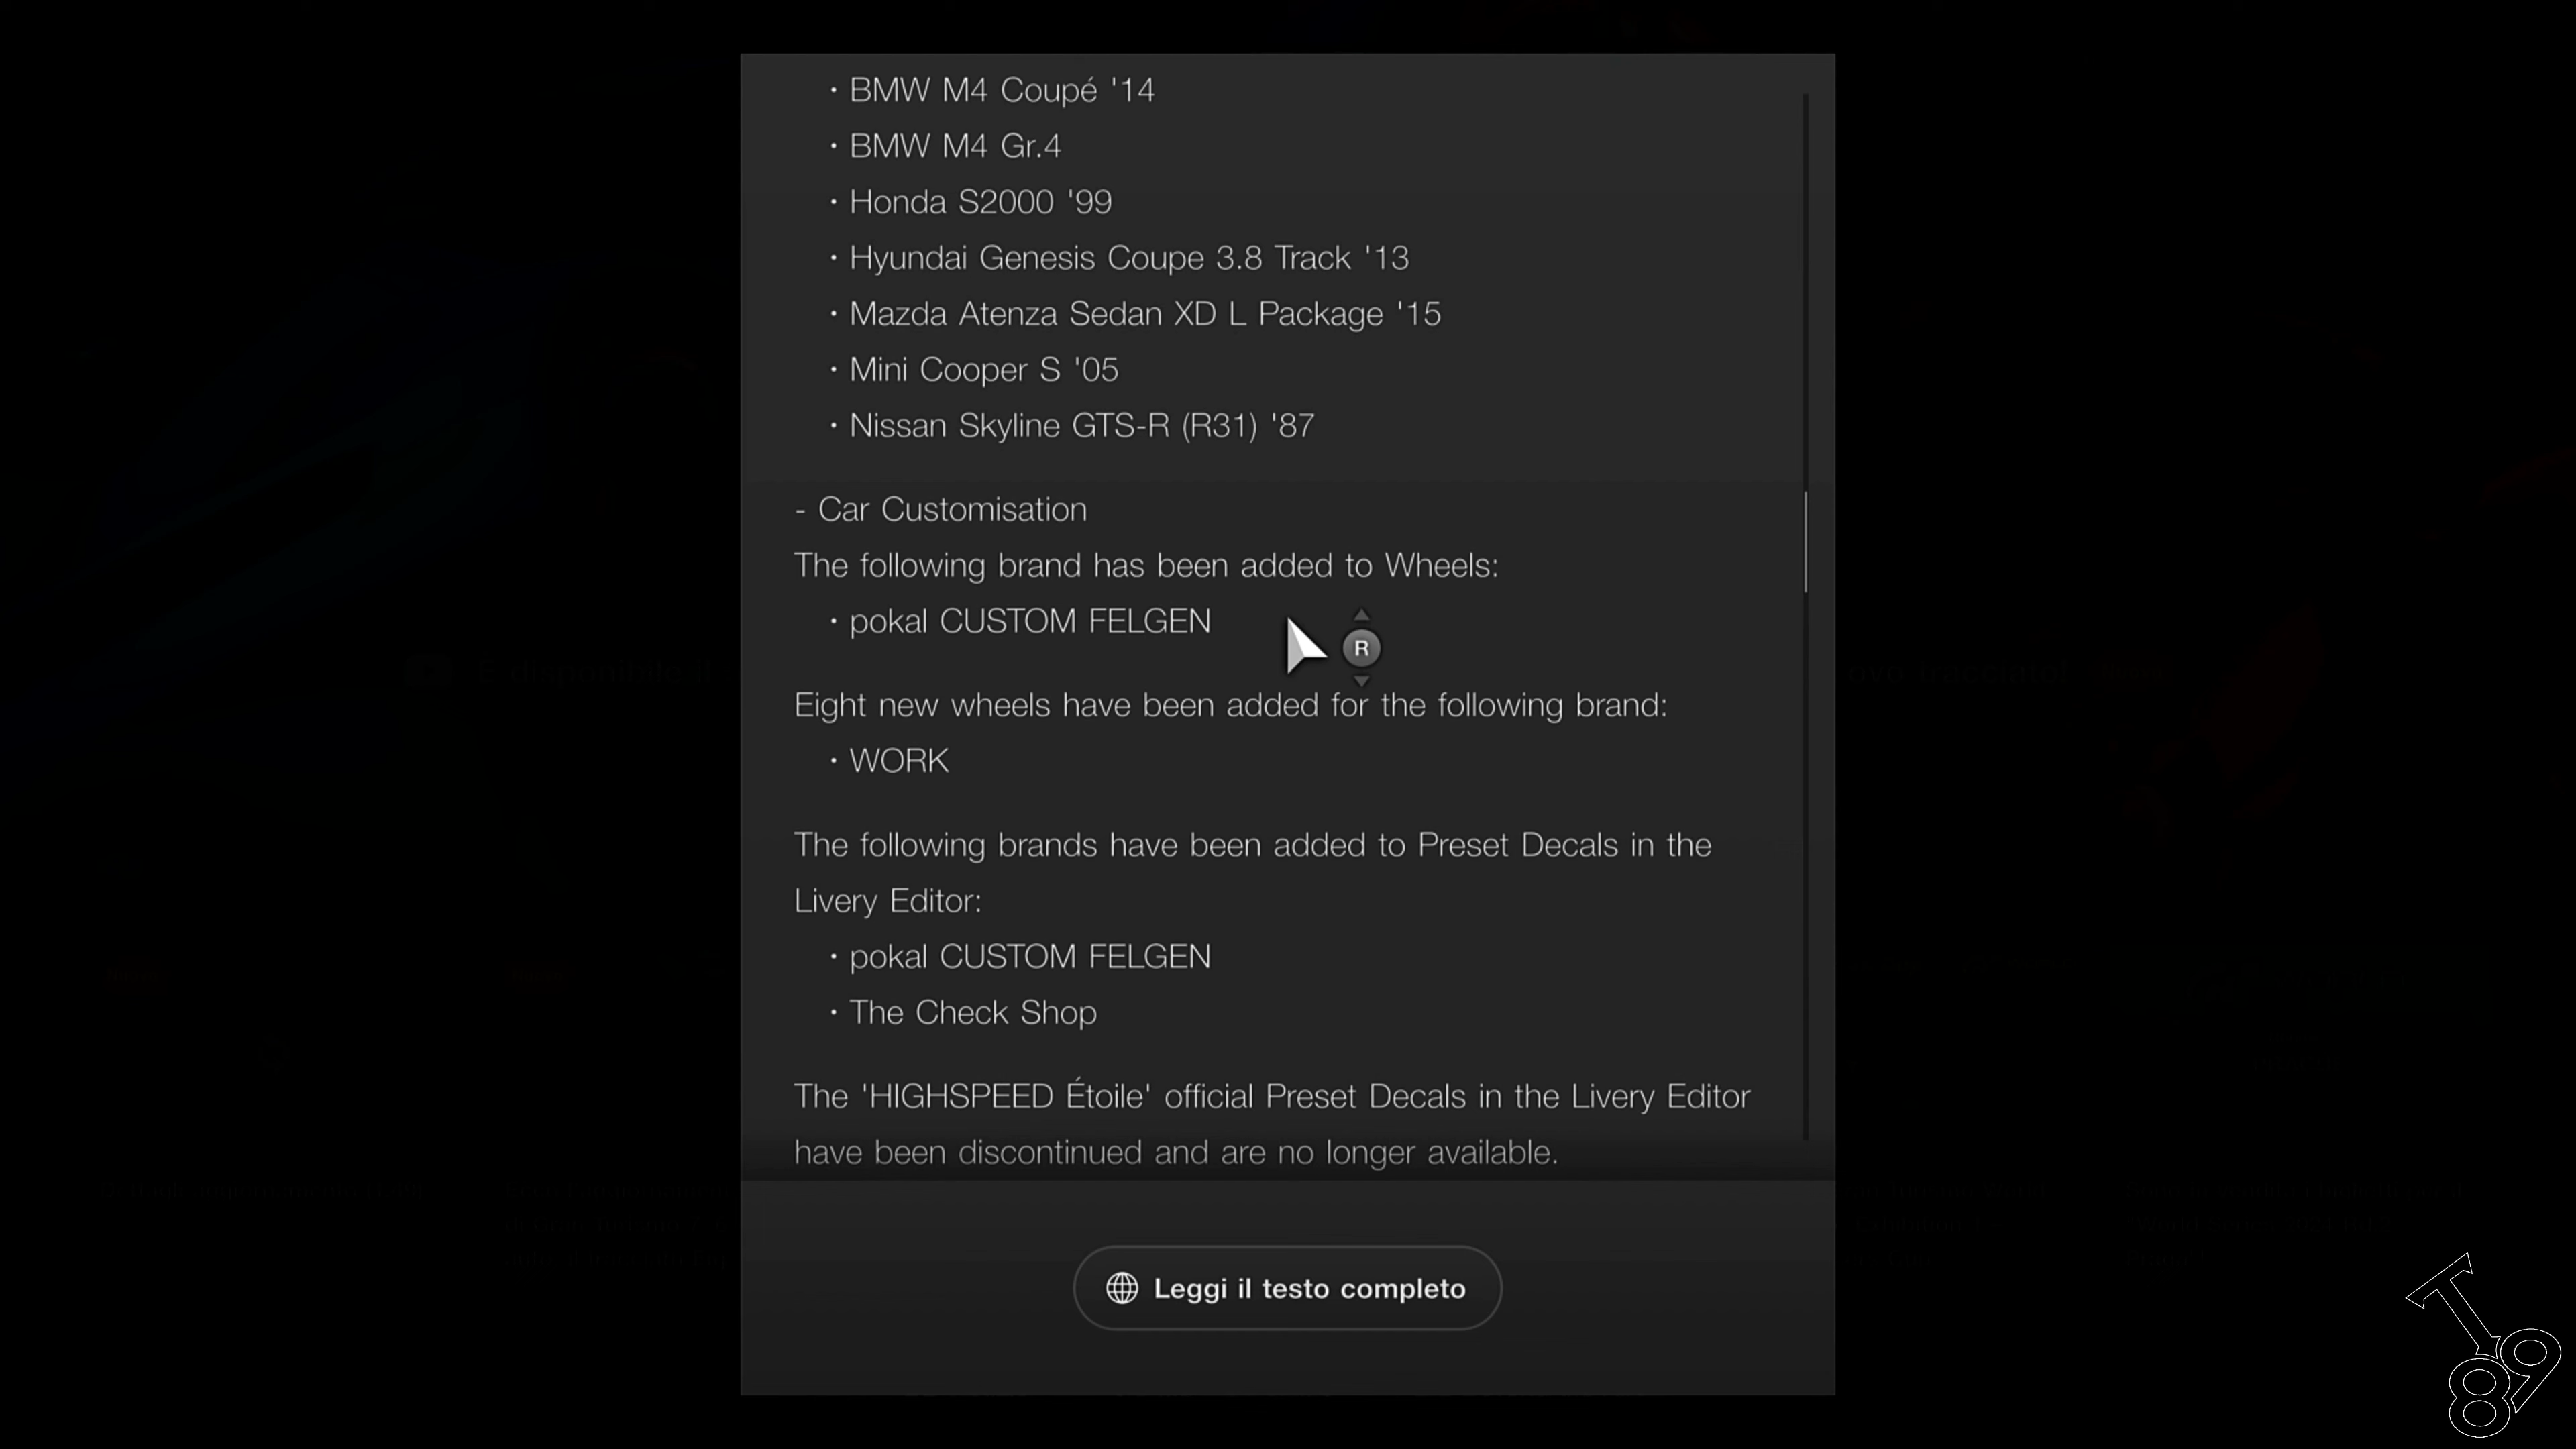 · BMW M4 Coupé '14
· BMW M4 Gr.4
· Honda S2000 '99
· Hyundai Genesis Coupe 3.8 Track '13
· Mazda Atenza Sedan XD L Package '15
· Mini Cooper S '05
· Nissan Skyline GTS-R (R31) '87
- Car Customisation
The following brand has been added to Wheels:
· pokal CUSTOM FELGEN
R
Eight new wheels have been added for the following brand:
· WORK
The following brands have been added to Preset Decals in the
Livery Editor:
· pokal CUSTOM FELGEN
· The Check Shop
The 'HIGHSPEED Étoile' official Preset Decals in the Livery Editor
have been discontinued and are no longer available.
Leggi il testo completo
T89